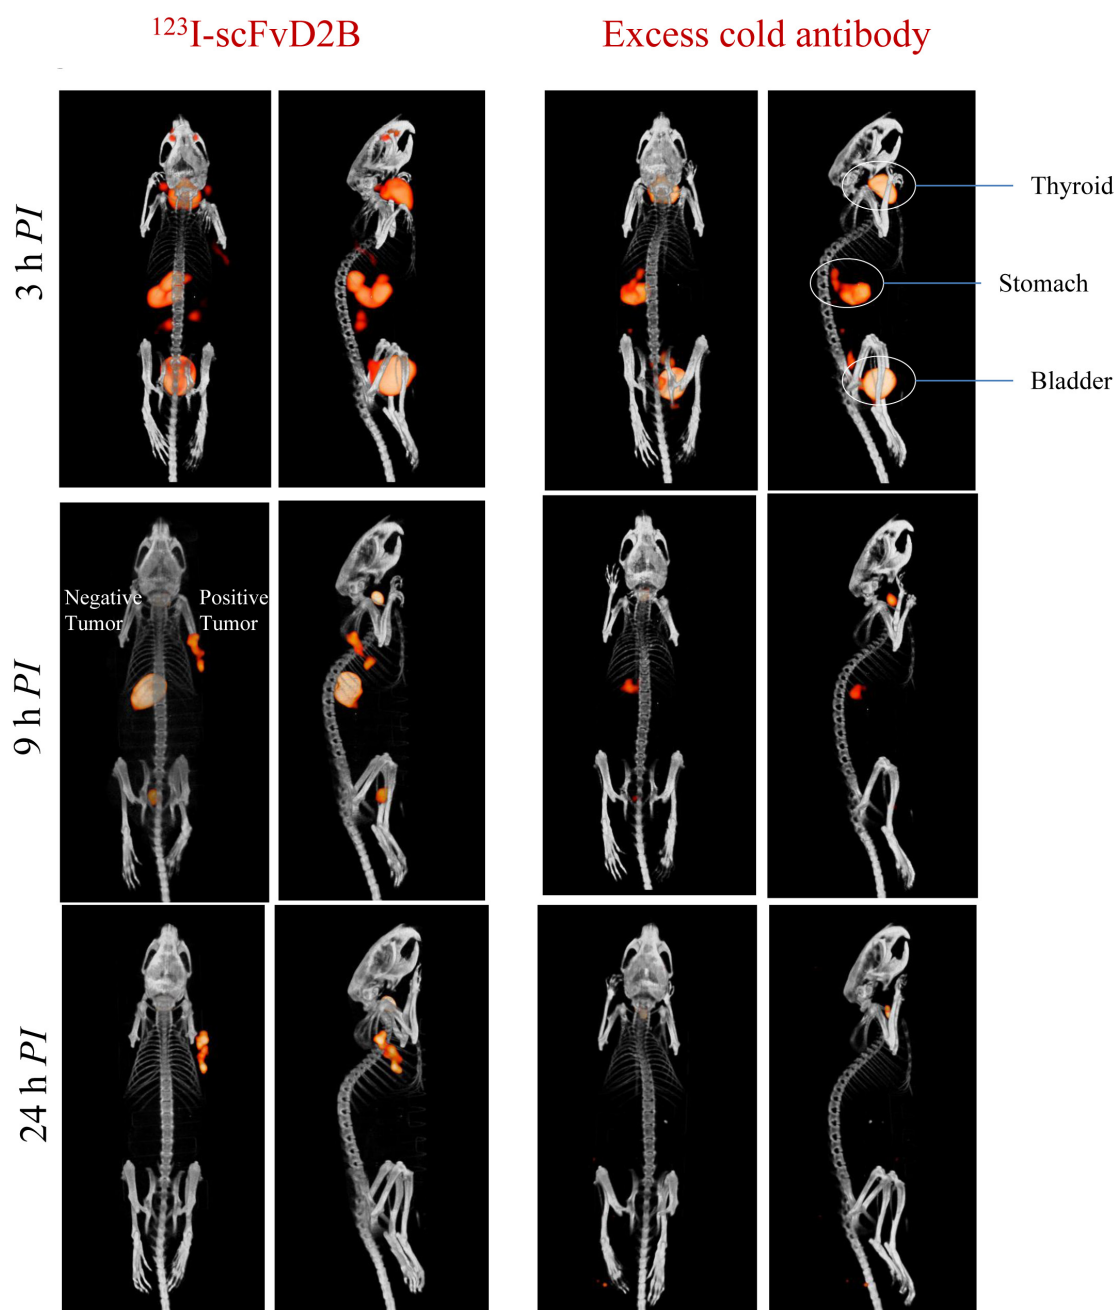 ¹²³I-scFvD2B
Excess cold antibody
3 h PI
Thyroid
Stomach
Bladder
9 h PI
Negative
Tumor
Positive
Tumor
24 h PI